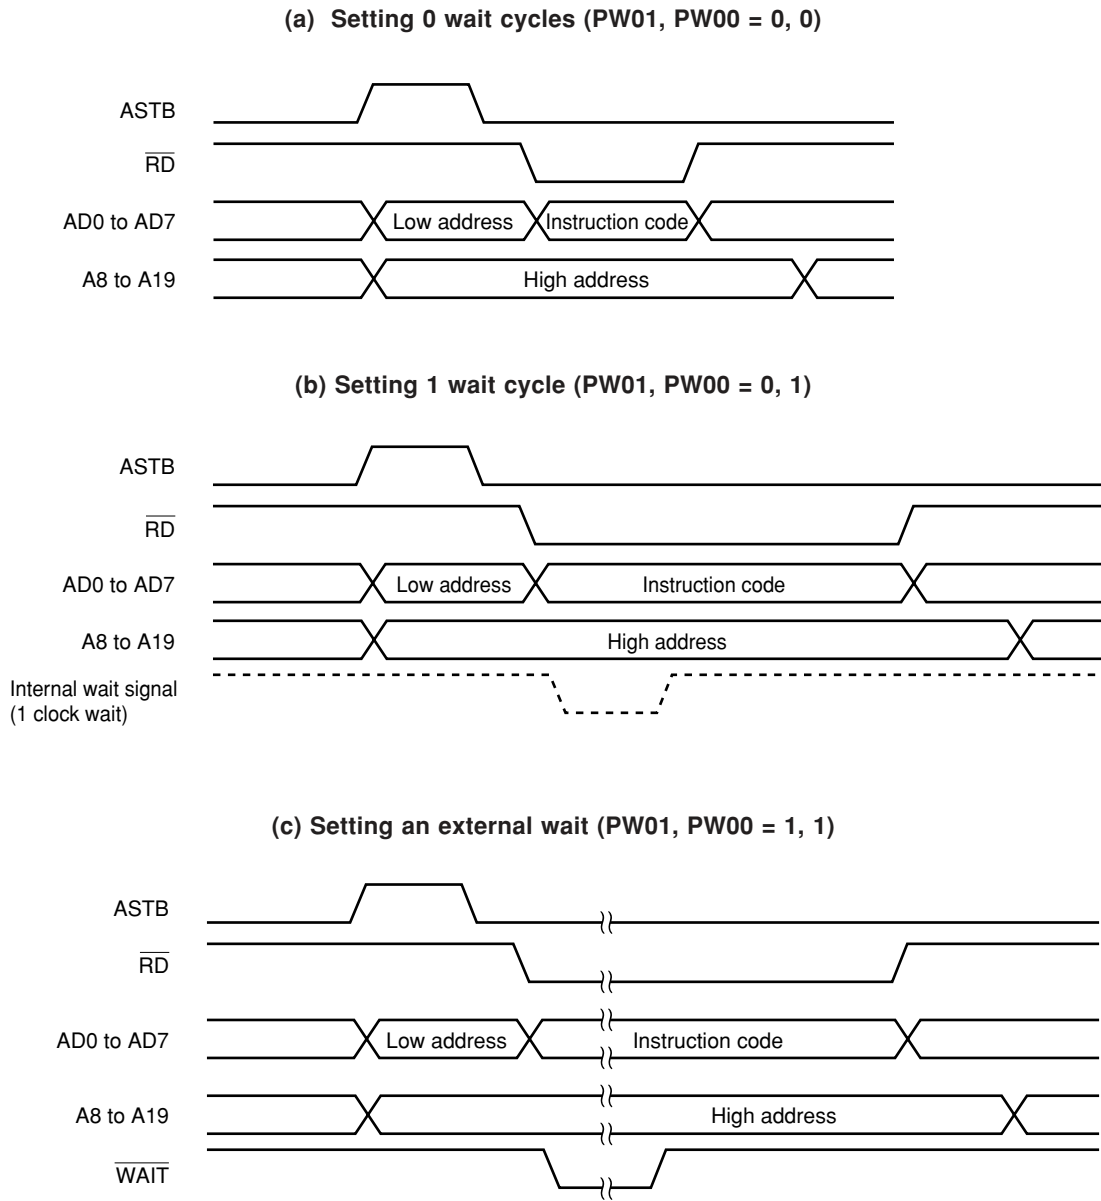 (a) Setting 0 wait cycles (PW01, PW00 = 0, 0)
ASTB
RD
AD0 to AD7 Low address Instruction code
A8 to A19 High address
(b) Setting 1 wait cycle (PW01, PW00 = 0, 1)
ASTB
RD
AD0 to AD7 Low address Instruction code
A8 to A19 High address
Internal wait signal
(1 clock wait)
(c) Setting an external wait (PW01, PW00 = 1, 1)
ASTB
RD
AD0 to AD7 Low address Instruction code
A8 to A19 High address
WAIT